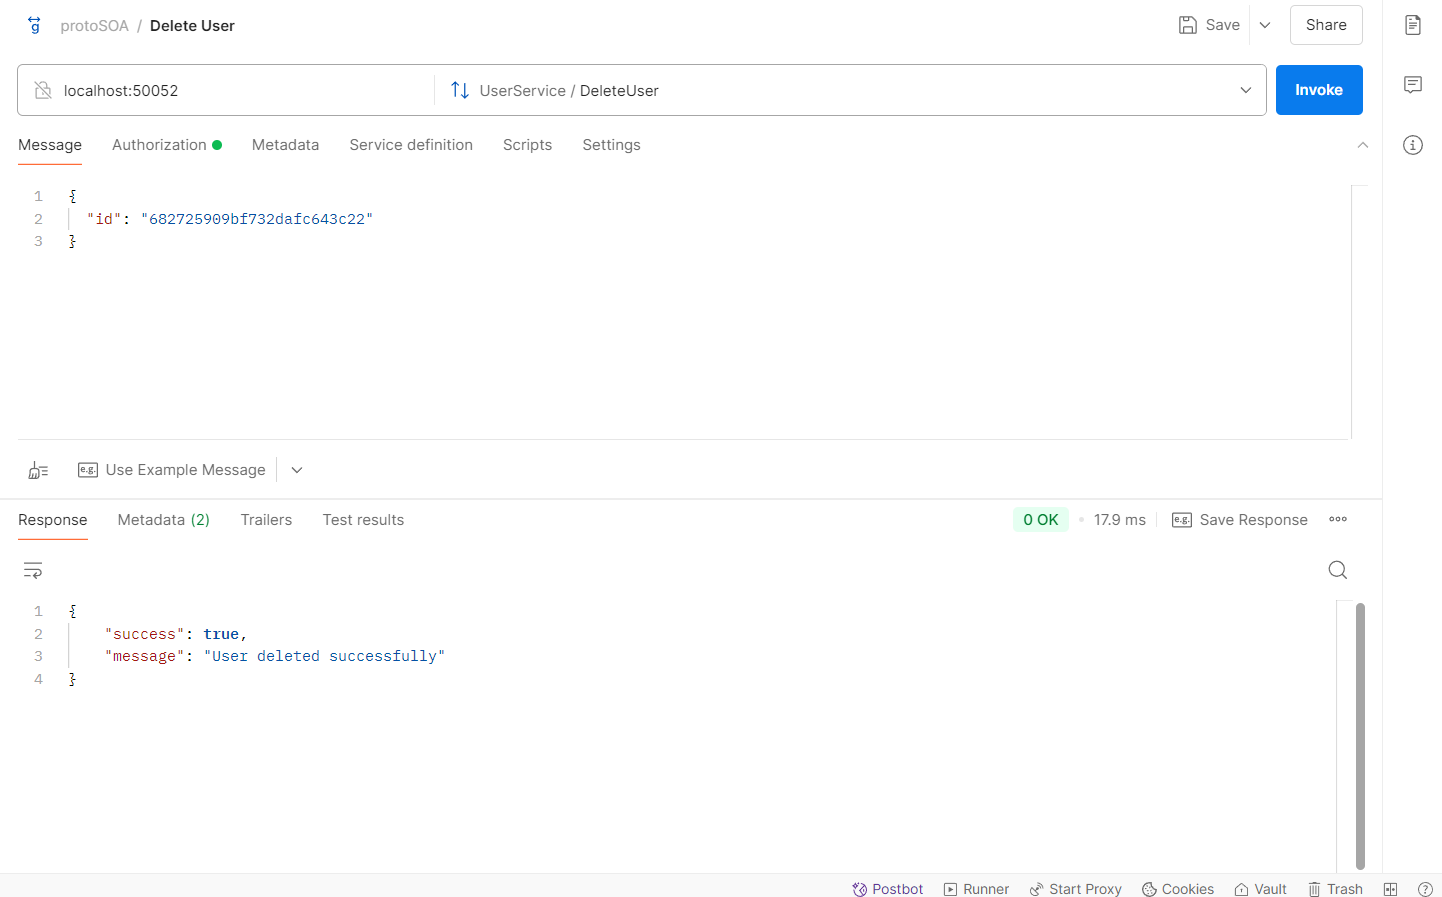 protoSOA / Delete User
Save
Share
localhost:50052
UserService / DeleteUser
Invoke
Message Authorization Metadata Service definition Scripts Settings
1 {
2 "id": "682725909bf732dafc643c22"
3 }
e.g. Use Example Message
Response Metadata (2) Trailers Test results
0 OK 17.9 ms e.g. Save Response
1 {
2 "success": true,
3 "message": "User deleted successfully"
4 }
Postbot Runner Start Proxy Cookies Vault Trash